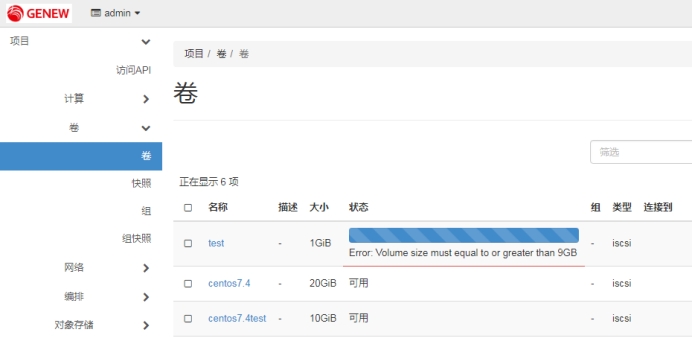 GENEW admin
项目
访问API
计算
卷
卷
快照
组
组快照
网络
编排
对象存储
项目 / 卷 / 卷
卷
筛选
正在显示 6 项
名称 描述 大小 状态 组 类型 连接到
test - 1GiB - iscsi
Error: Volume size must equal to or greater than 9GB
centos7.4 - 20GiB 可用 - iscsi
centos7.4test - 10GiB 可用 - iscsi